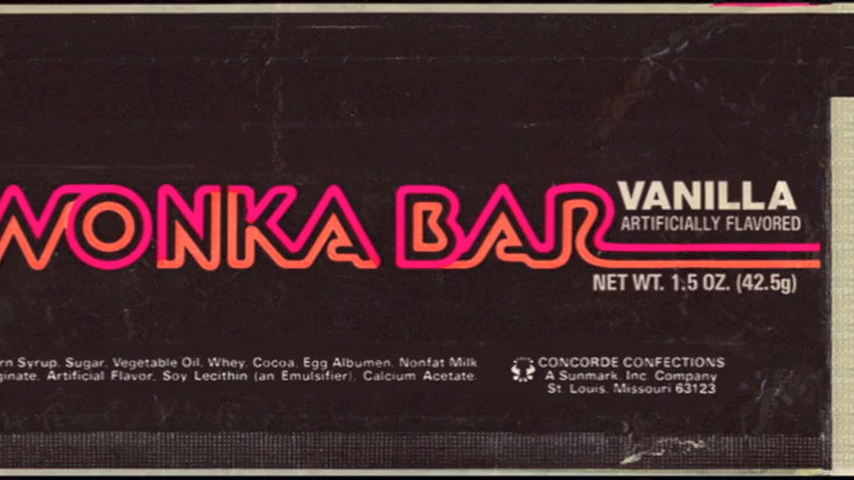 WONKA BAR
VANILLA
ARTIFICIALLY FLAVORED
NET WT. 1.5 OZ. (42.5g)
Syrup, Sugar, Vegetable Oil, Whey, Cocoa, Egg Albumen, Nonfat Milk
Artificial Flavor, Soy Lecithin (an Emulsifier), Calcium Acetate.
CONCORDE CONFECTIONS
A Sunmark, Inc. Company
St. Louis, Missouri 63123